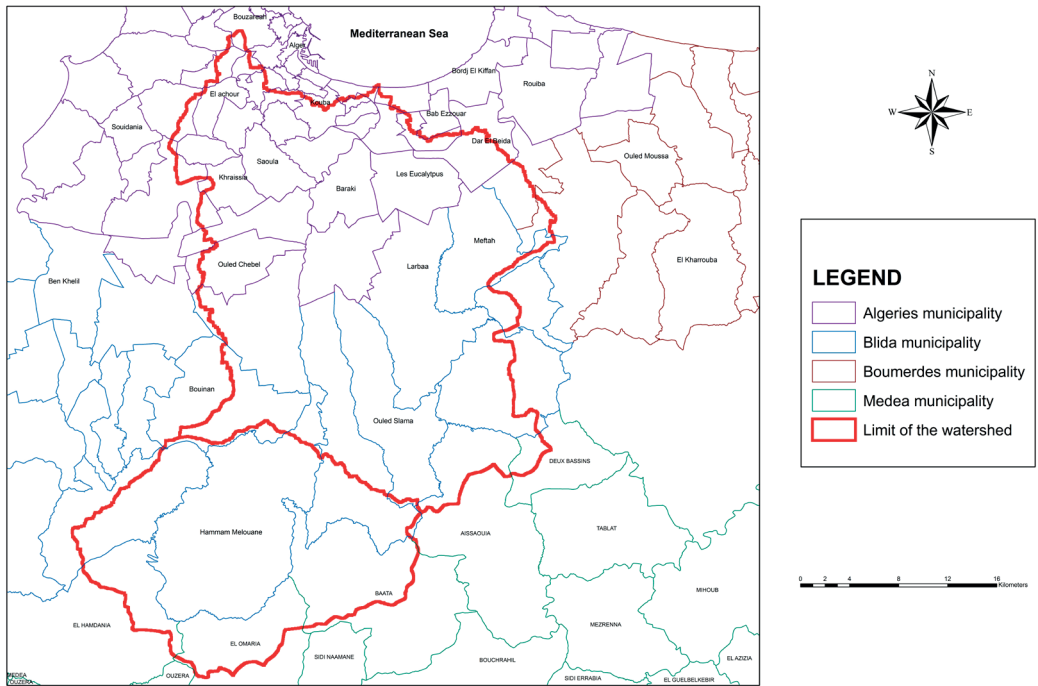 Bouzareah
Mediterranean Sea
Alger
Bordj El Kiffan
Rouiba
El achour
Kouba
Bab Ezzouar
Souidania
Dar El Beida
Ouled Moussa
Saoula
Khraissia
Les Eucalytpus
Baraki
Meftah
El Kharrouba
Ouled Chebel
Larbaa
Ben Khelil
Bouinan
Ouled Slama
DEUX BASSINS
Hammam Melouane
AISSAOUIA
TABLAT
BAATA
MIHOUB
EL HAMDANIA
MEZRENNA
EL OMARIA
SIDI NAAMANE
BOUCHRAHIL
EL AZIZIA
MEDEA
OUZERA
OUZERA
SIDI ERRABIA
EL GUELBELKEBIR
N
W
E
S
LEGEND
Algeries municipality
Blida municipality
Boumerdes municipality
Medea municipality
Limit of the watershed
0 2 4 8 12 16
Kilometers